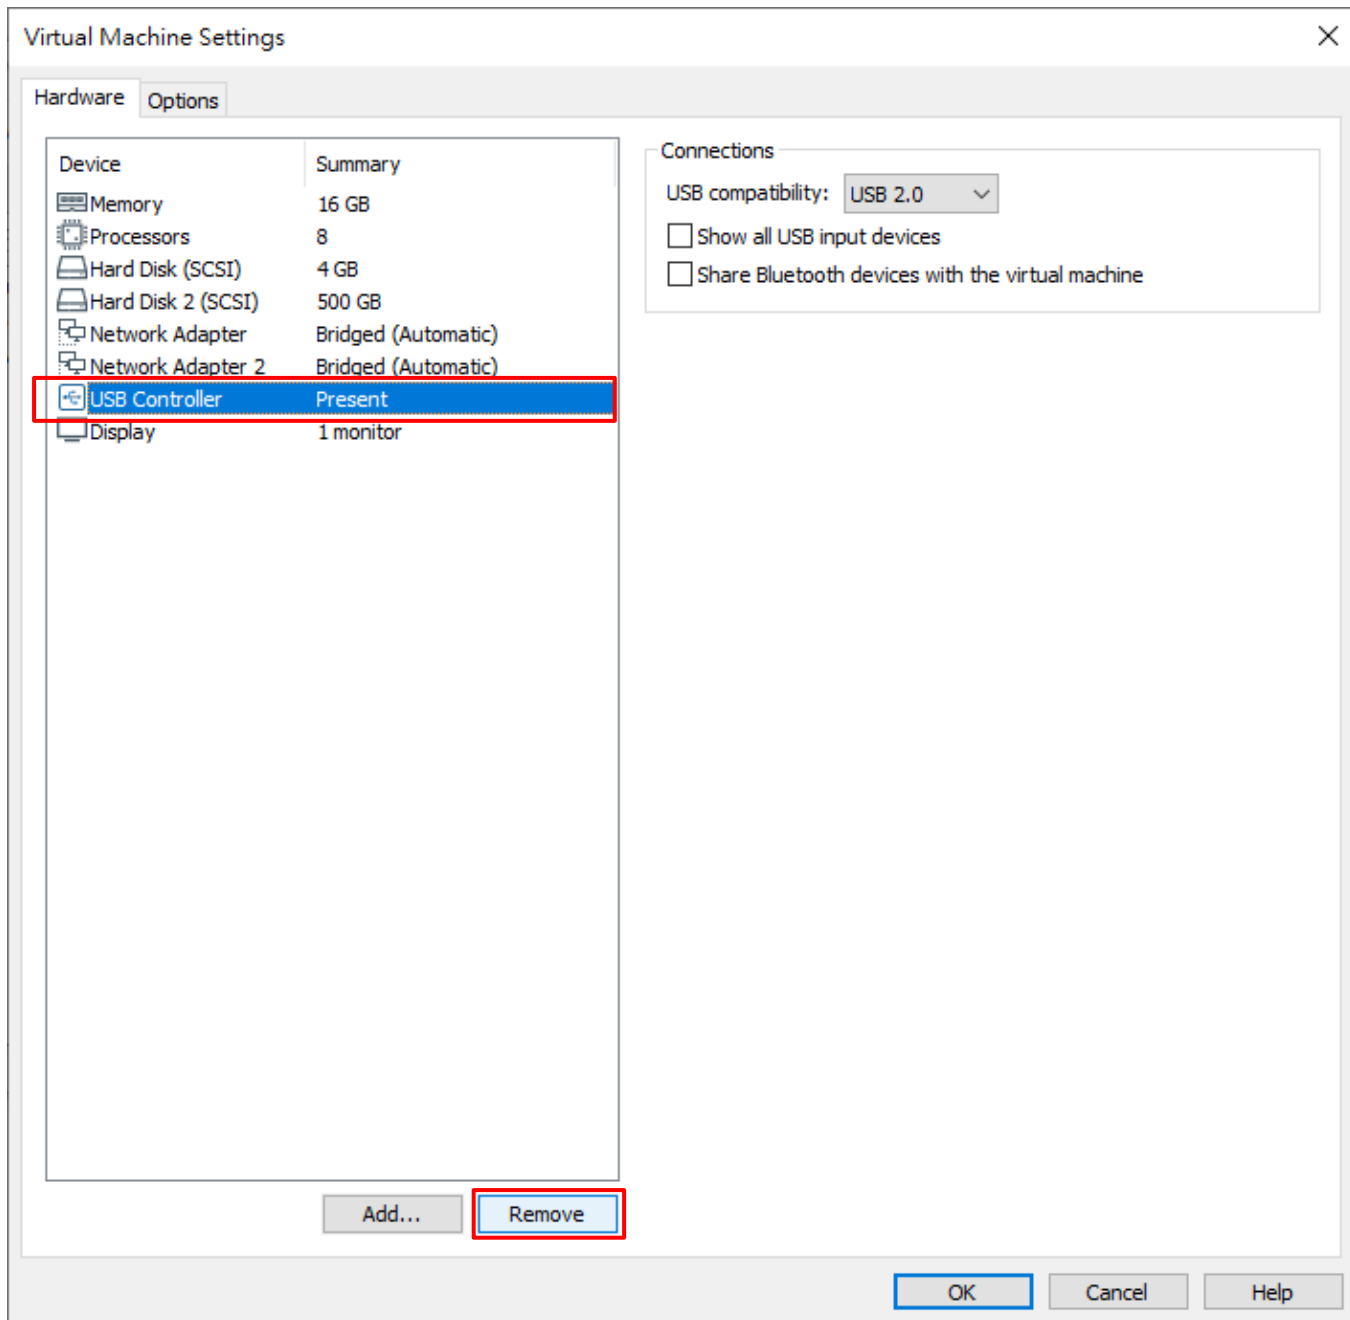 Virtual Machine Settings
Hardware Options
Device Summary
Memory 16 GB
Processors 8
Hard Disk (SCSI) 4 GB
Hard Disk 2 (SCSI) 500 GB
Network Adapter Bridged (Automatic)
Network Adapter 2 Bridged (Automatic)
USB Controller Present
Display 1 monitor
Add... Remove
Connections
USB compatibility: USB 2.0
Show all USB input devices
Share Bluetooth devices with the virtual machine
OK Cancel Help